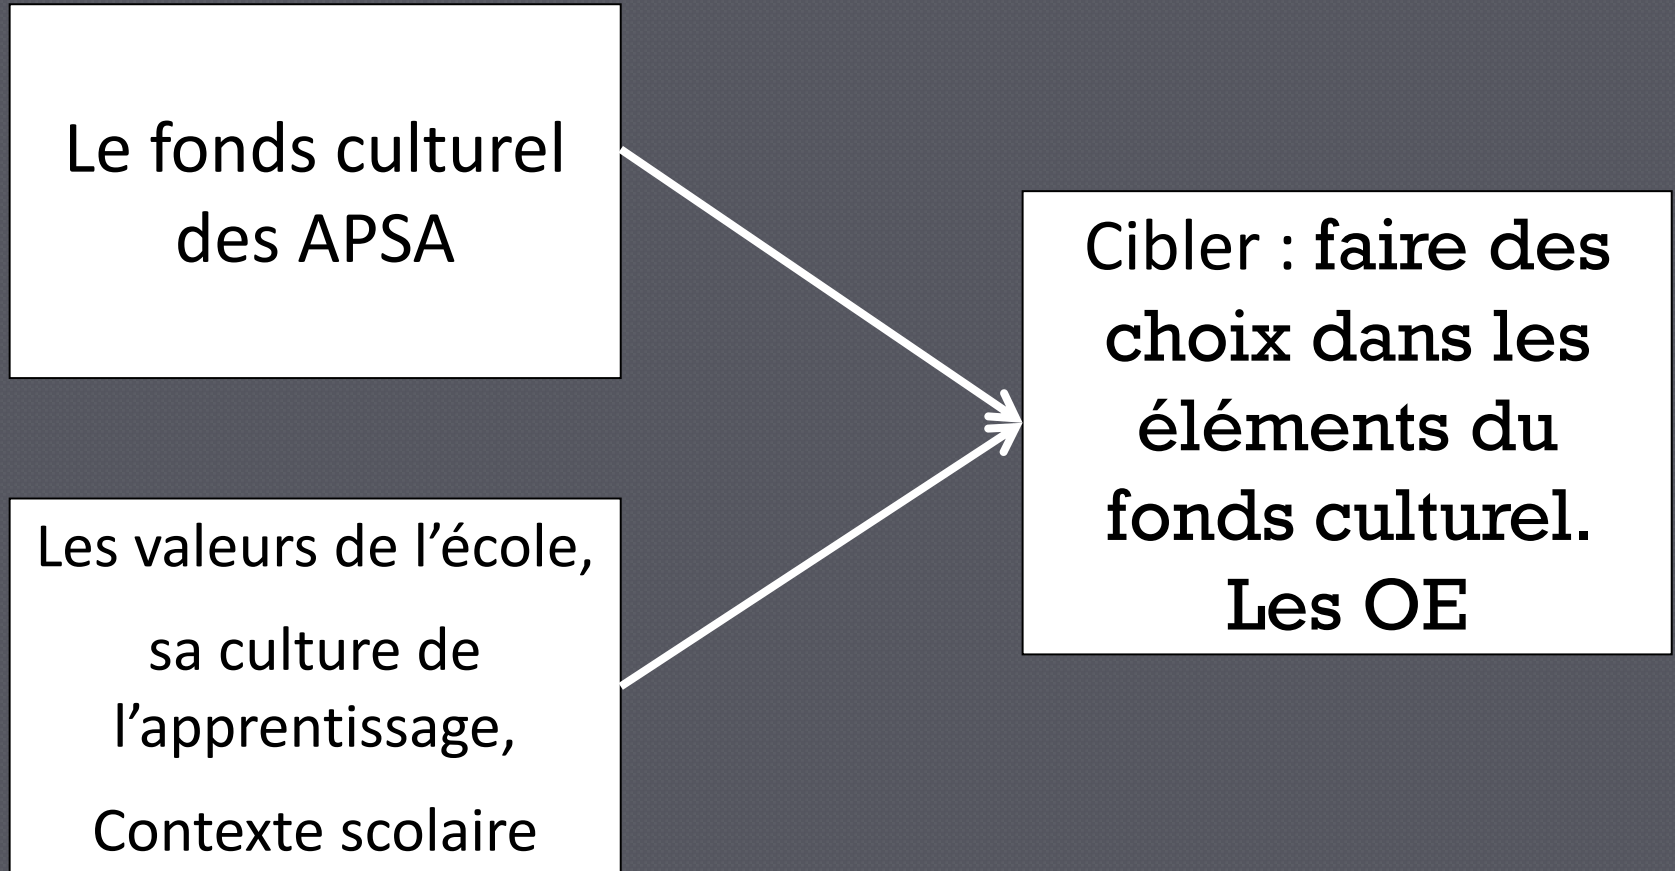 Le fonds culturel
des APSA
Les valeurs de l’école,
sa culture de
l’apprentissage,
Contexte scolaire
Cibler : faire des
choix dans les
éléments du
fonds culturel.
Les OE